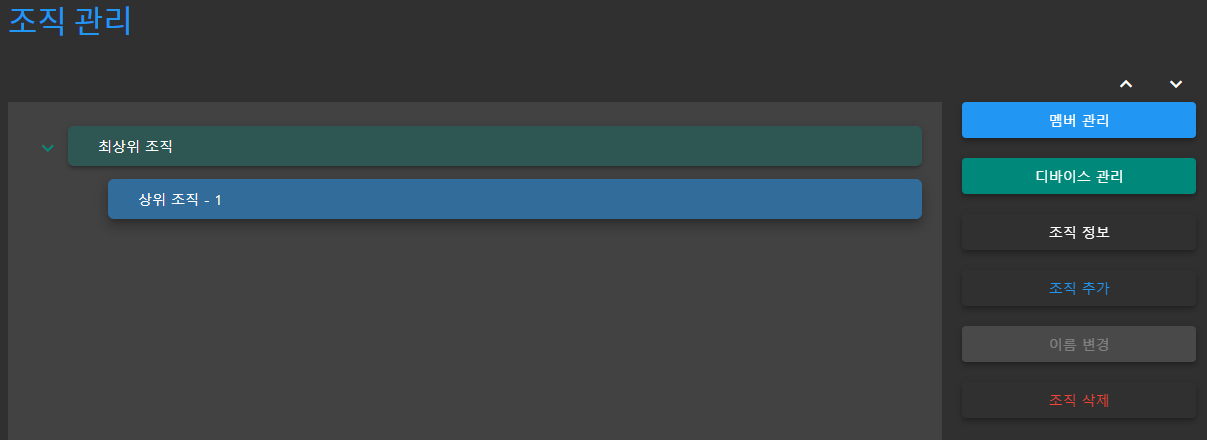 조직 관리
최상위 조직
상위 조직 - 1
멤버 관리
디바이스 관리
조직 정보
조직 추가
이름 변경
조직 삭제